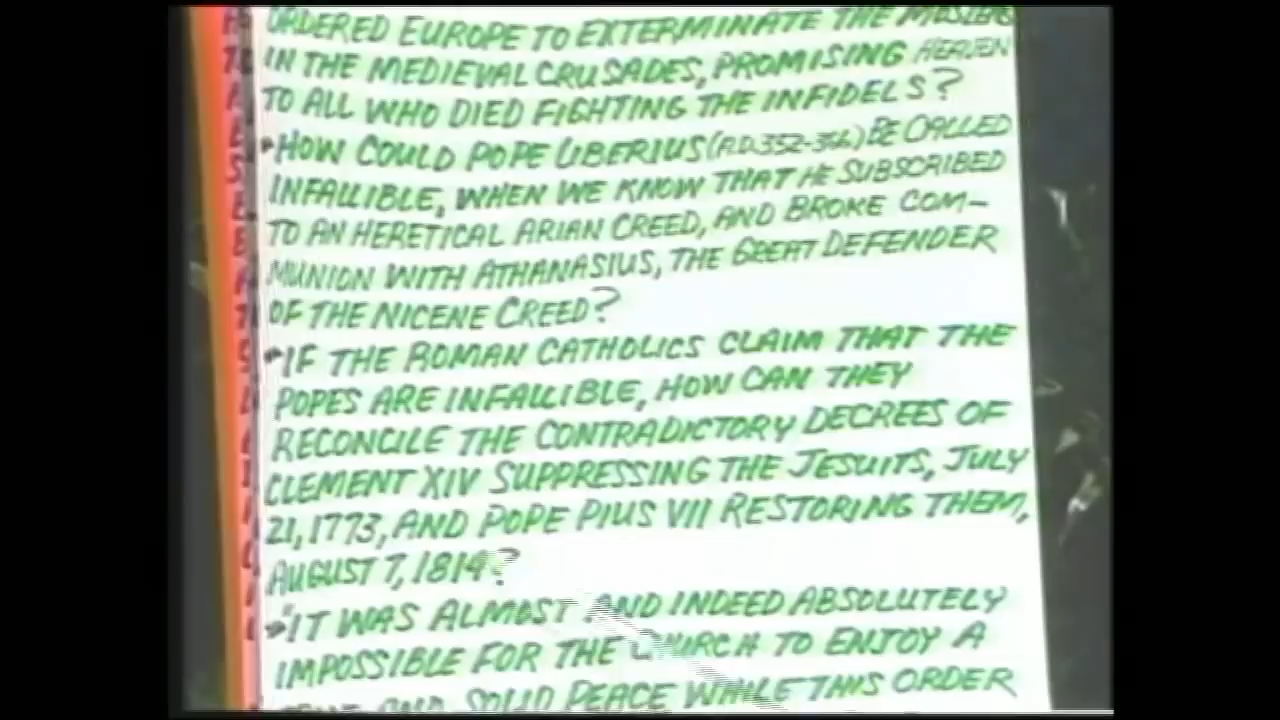 ORDERED EUROPE TO EXTERMINATE THE MOSLEMS
IN THE MEDIEVAL CRUSADES, PROMISING HEAVEN
TO ALL WHO DIED FIGHTING THE INFIDELS?
•HOW COULD POPE LIBERIUS (A.D. 352-366) BE CALLED
INFALLIBLE, WHEN WE KNOW THAT HE SUBSCRIBED
TO AN HERETICAL ARIAN CREED, AND BROKE COM-
MUNION WITH ATHANASIUS, THE GREAT DEFENDER
OF THE NICENE CREED?
•IF THE ROMAN CATHOLICS CLAIM THAT THE
POPES ARE INFALLIBLE, HOW CAN THEY
RECONCILE THE CONTRADICTORY DECREES OF
CLEMENT XIV SUPPRESSING THE JESUITS, JULY
21, 1773, AND POPE PIUS VII RESTORING THEM,
AUGUST 7, 1814?
•"IT WAS ALMOST AND INDEED ABSOLUTELY
IMPOSSIBLE FOR THE CHURCH TO ENJOY A
AND SOLID PEACE WHILE THIS ORDER